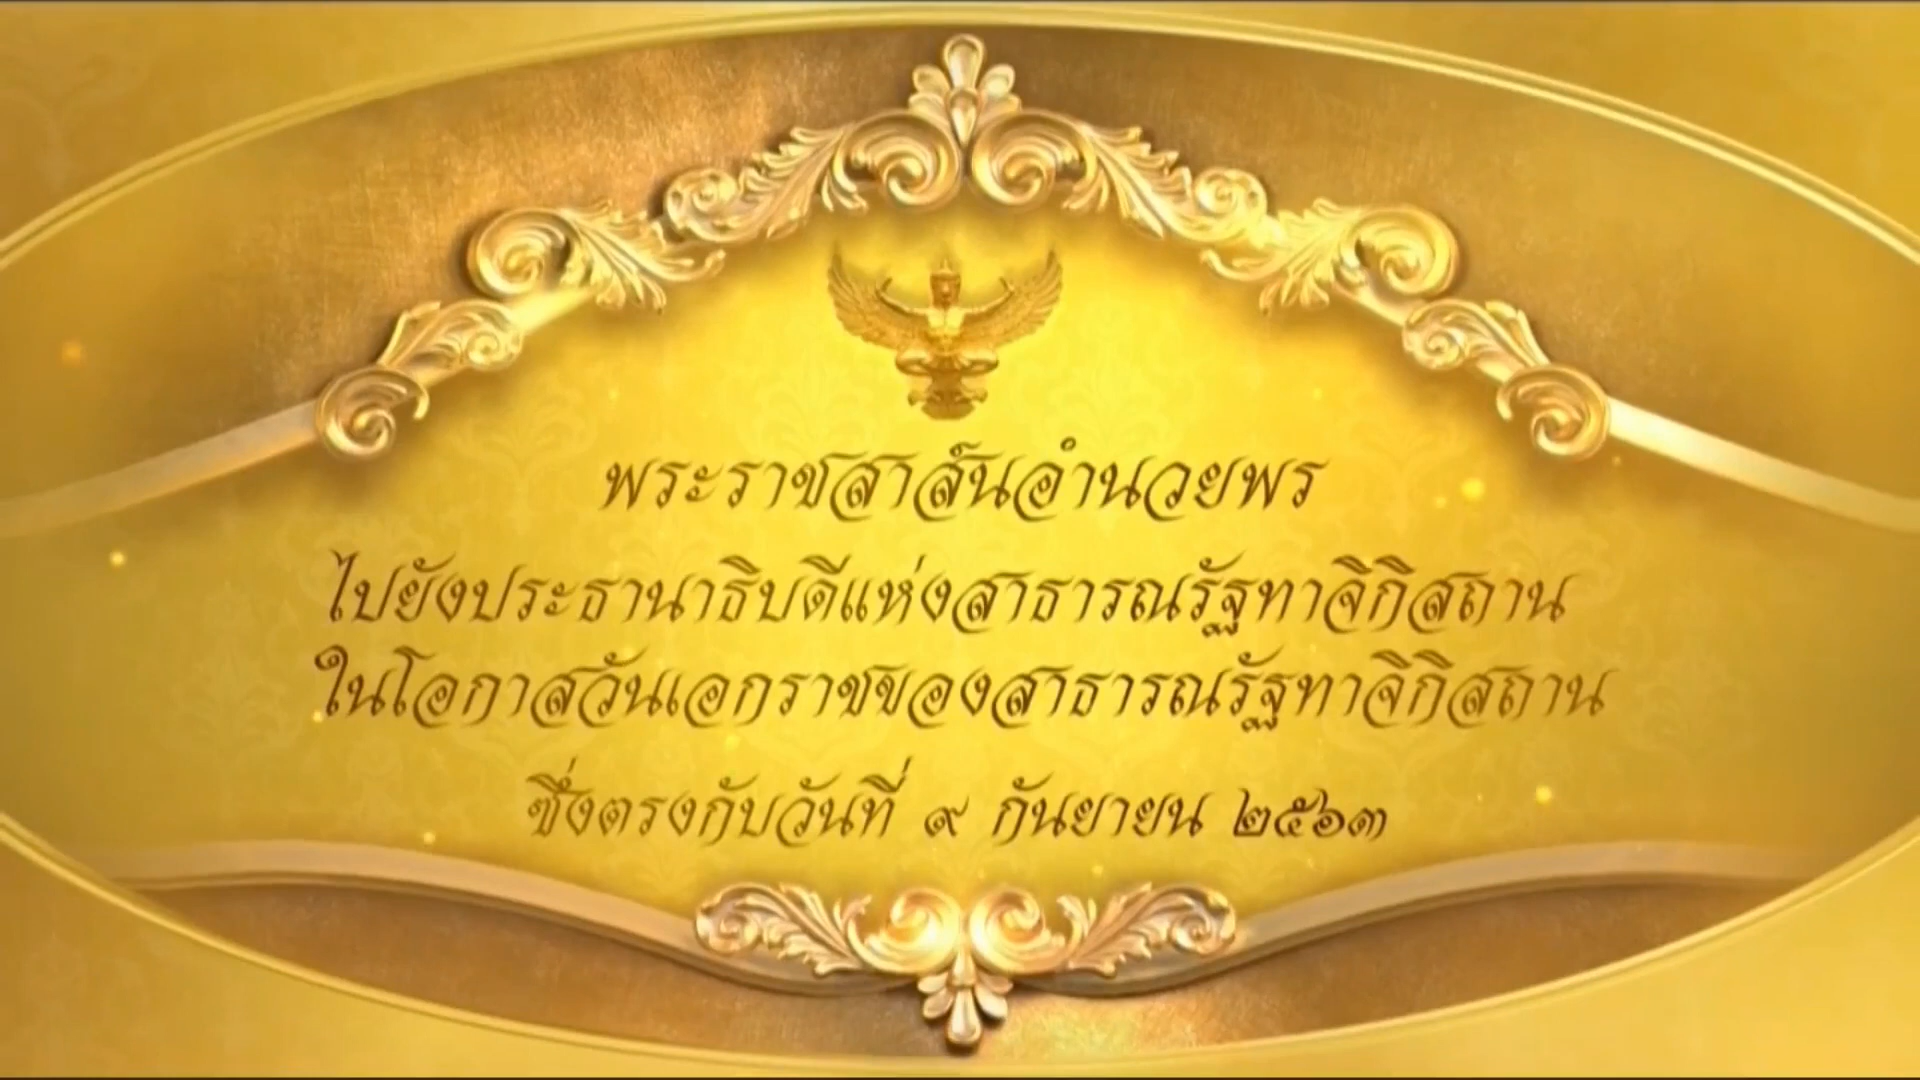 พระราชสาส์นอำนวยพร
ไปยังประธานาธิบดีแห่งสาธารณรัฐทาจิกิสถาน
ในโอกาสวันเอกราชของสาธารณรัฐทาจิกิสถาน
ซึ่งตรงกับวันที่ ๙ กันยายน ๒๕๖๓